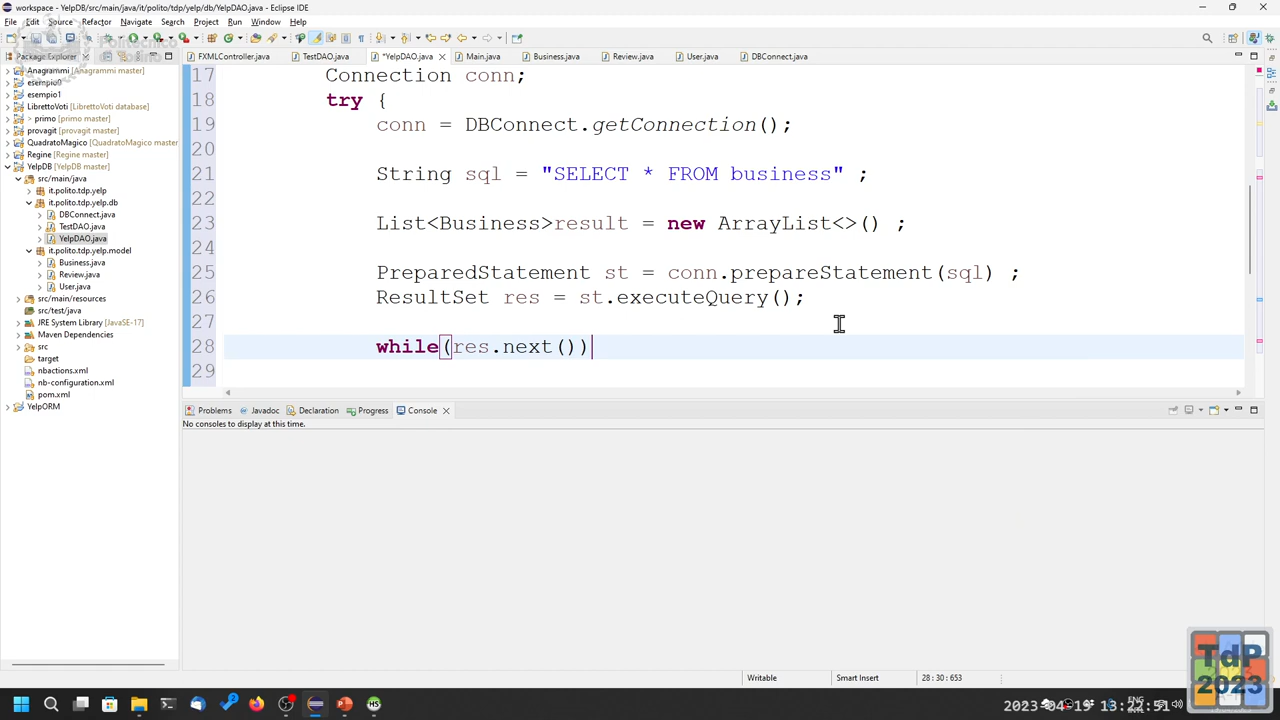 workspace - YelpDB/src/main/java/it/polito/tdp/yelp/db/YelpDAO.java - Eclipse IDE
File Edit Source Refactor Navigate Search Project Run Window Help
Package Explorer
FXMLController.java TestDAO.java *YelpDAO.java Main.java Business.java Review.java User.java DBConnect.java
Anagrammi [Anagrammi master]
esempio0
esempio1
LibrettoVoti [LibrettoVoti database]
> primo [primo master]
provagit [provagit master]
QuadratoMagico [QuadratoMagico master]
Regine [Regine master]
YelpDB [YelpDB master]
src/main/java
it.polito.tdp.yelp
it.polito.tdp.yelp.db
DBConnect.java
TestDAO.java
YelpDAO.java
it.polito.tdp.yelp.model
Business.java
Review.java
User.java
src/main/resources
src/test/java
JRE System Library [JavaSE-17]
Maven Dependencies
src
target
nbactions.xml
nb-configuration.xml
pom.xml
YelpORM
17 Connection conn;
18 try {
19 conn = DBConnect.getConnection();
20
21 String sql = "SELECT * FROM business" ;
22
23 List<Business>result = new ArrayList<>() ;
24
25 PreparedStatement st = conn.prepareStatement(sql) ;
26 ResultSet res = st.executeQuery();
27
28 while(res.next())
29
Problems Javadoc Declaration Progress Console
No consoles to display at this time.
Writable Smart Insert 28 : 30 : 653
TdP
2023
ENG